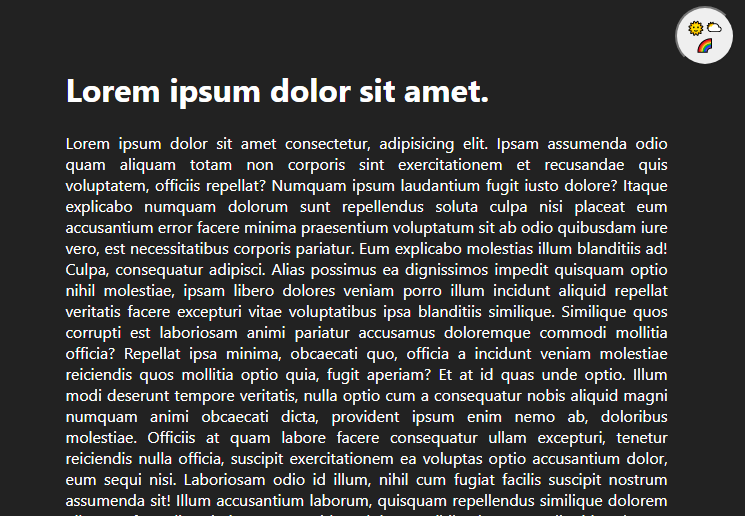 Lorem ipsum dolor sit amet.
Lorem ipsum dolor sit amet consectetur, adipisicing elit. Ipsam assumenda odio
quam aliquam totam non corporis sint exercitationem et recusandae quis
voluptatem, officiis repellat? Numquam ipsum laudantium fugit iusto dolore? Itaque
explicabo numquam dolorum sunt repellendus soluta culpa nisi placeat eum
accusantium error facere minima praesentium voluptatum sit ab odio quibusdam iure
vero, est necessitatibus corporis pariatur. Eum explicabo molestias illum blanditiis ad!
Culpa, consequatur adipisci. Alias possimus ea dignissimos impedit quisquam optio
nihil molestiae, ipsam libero dolores veniam porro illum incidunt aliquid repellat
veritatis facere excepturi vitae voluptatibus ipsa blanditiis similique. Similique quos
corrupti est laboriosam animi pariatur accusamus doloremque commodi mollitia
officia? Repellat ipsa minima, obcaecati quo, officia a incidunt veniam molestiae
reiciendis quos mollitia optio quia, fugit aperiam? Et at id quas unde optio. Illum
modi deserunt tempore veritatis, nulla optio cum a consequatur nobis aliquid magni
numquam animi obcaecati dicta, provident ipsum enim nemo ab, doloribus
molestiae. Officiis at quam labore facere consequatur ullam excepturi, tenetur
reiciendis nulla officia, suscipit exercitationem ea voluptas optio accusantium dolor,
eum sequi nisi. Laboriosam odio id illum, nihil cum fugiat facilis suscipit nostrum
assumenda sit! Illum accusantium laborum, quisquam repellendus similique dolorem